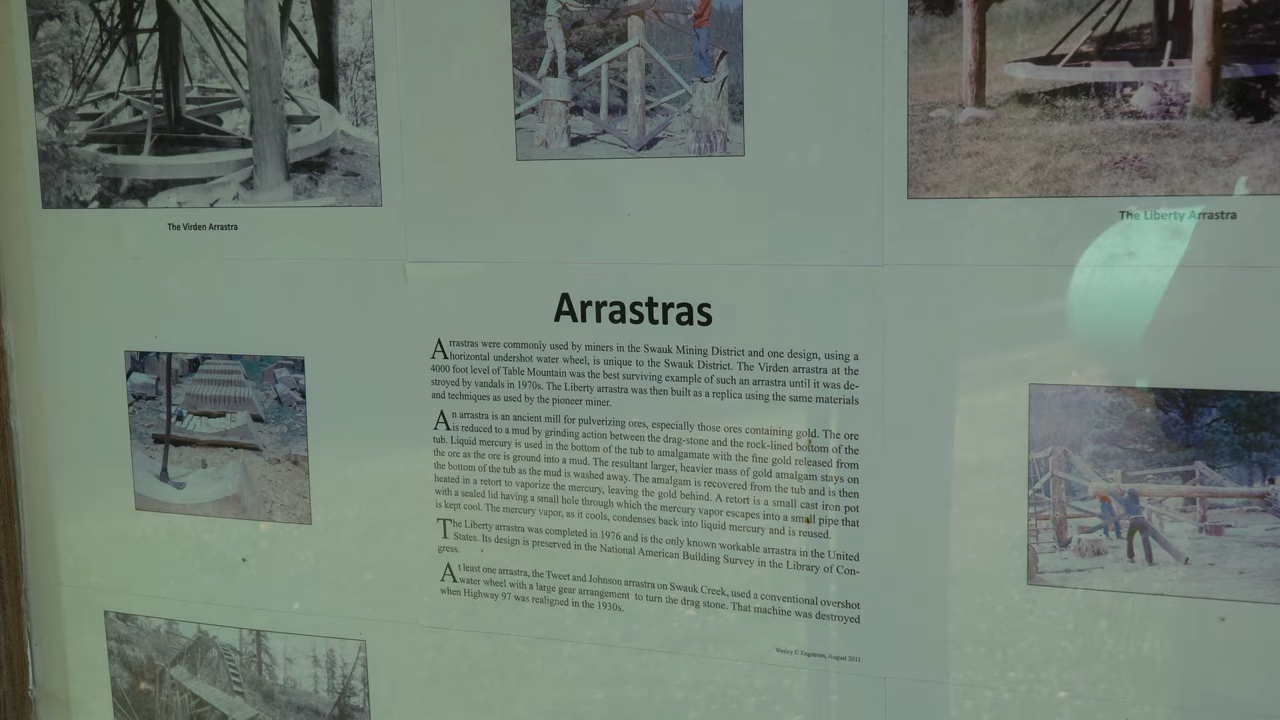 The Virden Arrastra
The Liberty Arrastra
Arrastras
Arrastras were commonly used by miners in the Swauk Mining District and one design, using a
horizontal undershot water wheel, is unique to the Swauk District. The Virden arrastra at the
4000 foot level of Table Mountain was the best surviving example of such an arrastra until it was de-
stroyed by vandals in 1970s. The Liberty arrastra was then built as a replica using the same materials
and techniques as used by the pioneer miner.
An arrastra is an ancient mill for pulverizing ores, especially those ores containing gold. The ore
is reduced to a mud by grinding action between the drag-stone and the rock-lined bottom of the
tub. Liquid mercury is used in the bottom of the tub to amalgamate with the fine gold released from
the ore as the ore is ground into a mud. The resultant larger, heavier mass of gold amalgam stays on
the bottom of the tub as the mud is washed away. The amalgam is recovered from the tub and is then
heated in a retort to vaporize the mercury, leaving the gold behind. A retort is a small cast iron pot
with a sealed lid having a small hole through which the mercury vapor escapes into a small pipe that
is kept cool. The mercury vapor, as it cools, condenses back into liquid mercury and is reused.
The Liberty arrastra was completed in 1976 and is the only known workable arrastra in the United
States. Its design is preserved in the National American Building Survey in the Library of Con-
gress.
At least one arrastra, the Tweet and Johnson arrastra on Swauk Creek, used a conventional overshot
water wheel with a large gear arrangement to turn the drag stone. That machine was destroyed
when Highway 97 was realigned in the 1930s.
Wesley C Engstrom, August 2011